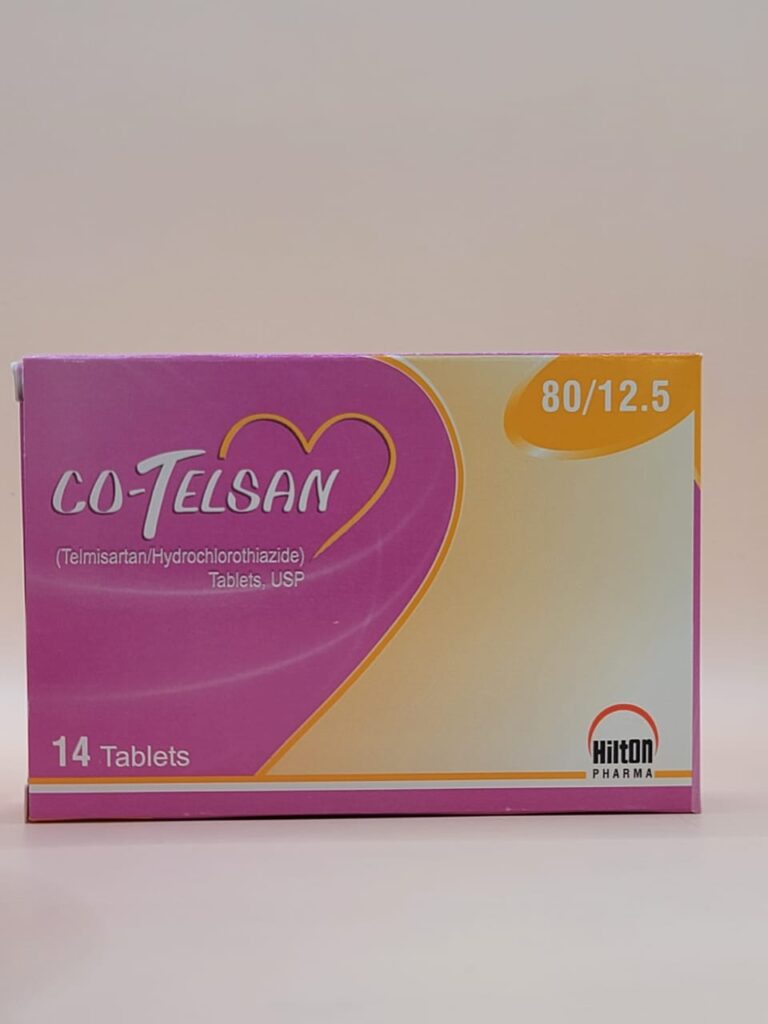 80/12.5
CO-TELSAN
(Telmisartan/Hydrochlorothiazide)
Tablets, USP
14 Tablets
HiltOn
PHARMA